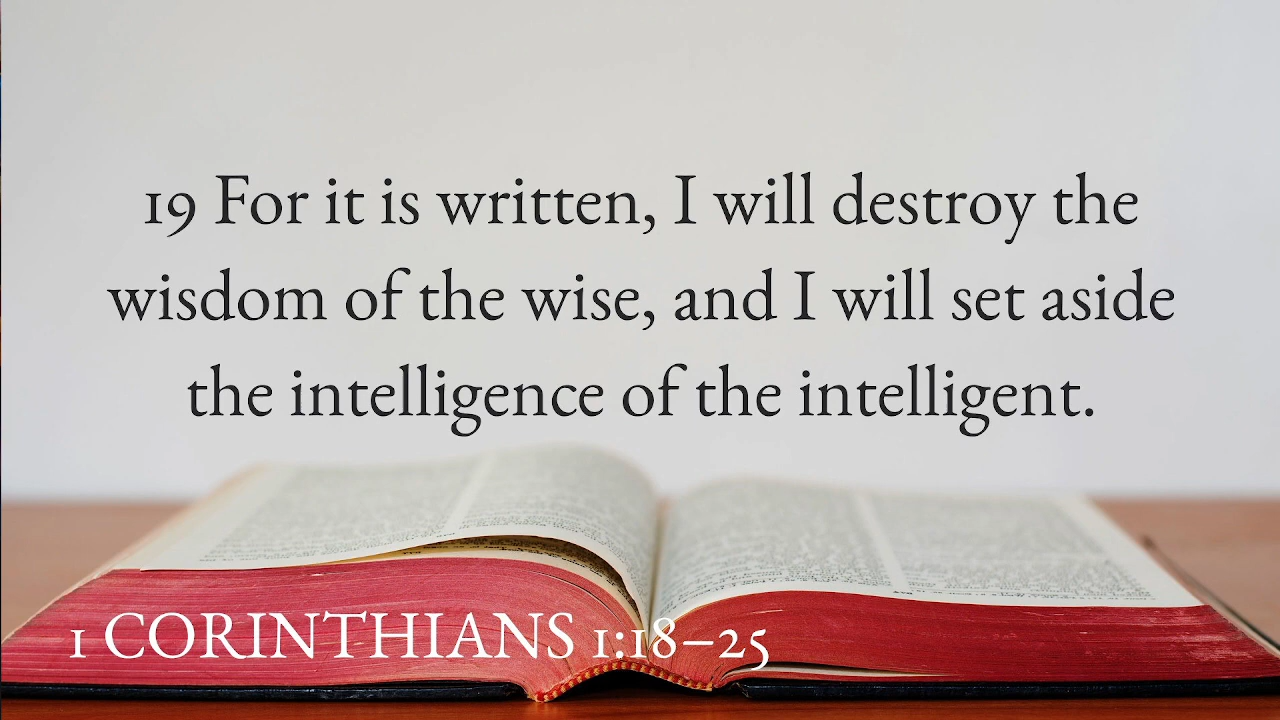 19 For it is written, I will destroy the
wisdom of the wise, and I will set aside
the intelligence of the intelligent.
1 CORINTHIANS 1:18–25